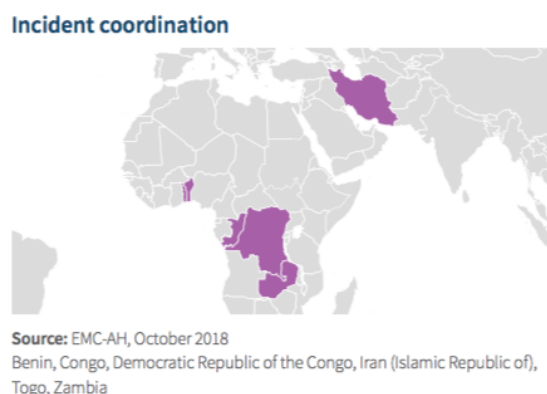 Incident coordination
Source: EMC-AH, October 2018
Benin, Congo, Democratic Republic of the Congo, Iran (Islamic Republic of),
Togo, Zambia